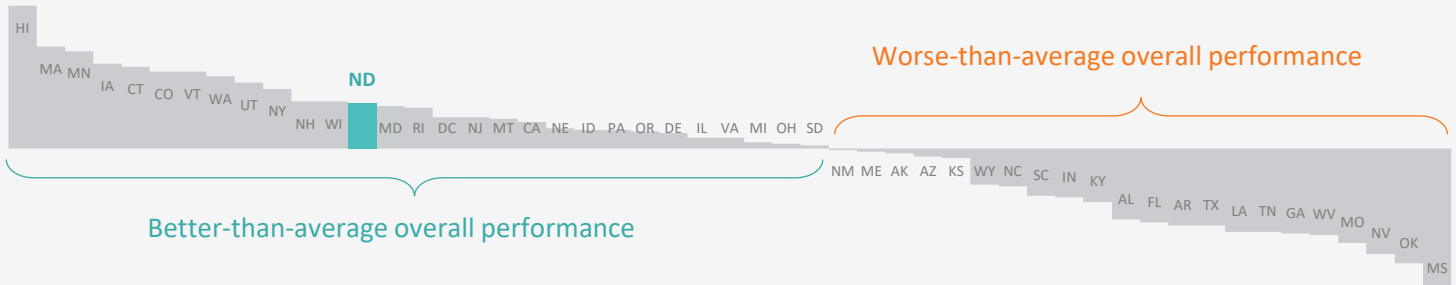 HI
MA MN IA CT CO VT WA UT NY NH WI ND MD RI DC NJ MT CA NE ID PA OR DE IL VA MI OH SD
Worse-than-average overall performance
NM ME AK AZ KS WY NC SC IN KY AL FL AR TX LA TN GA WV MO NV OK MS
Better-than-average overall performance